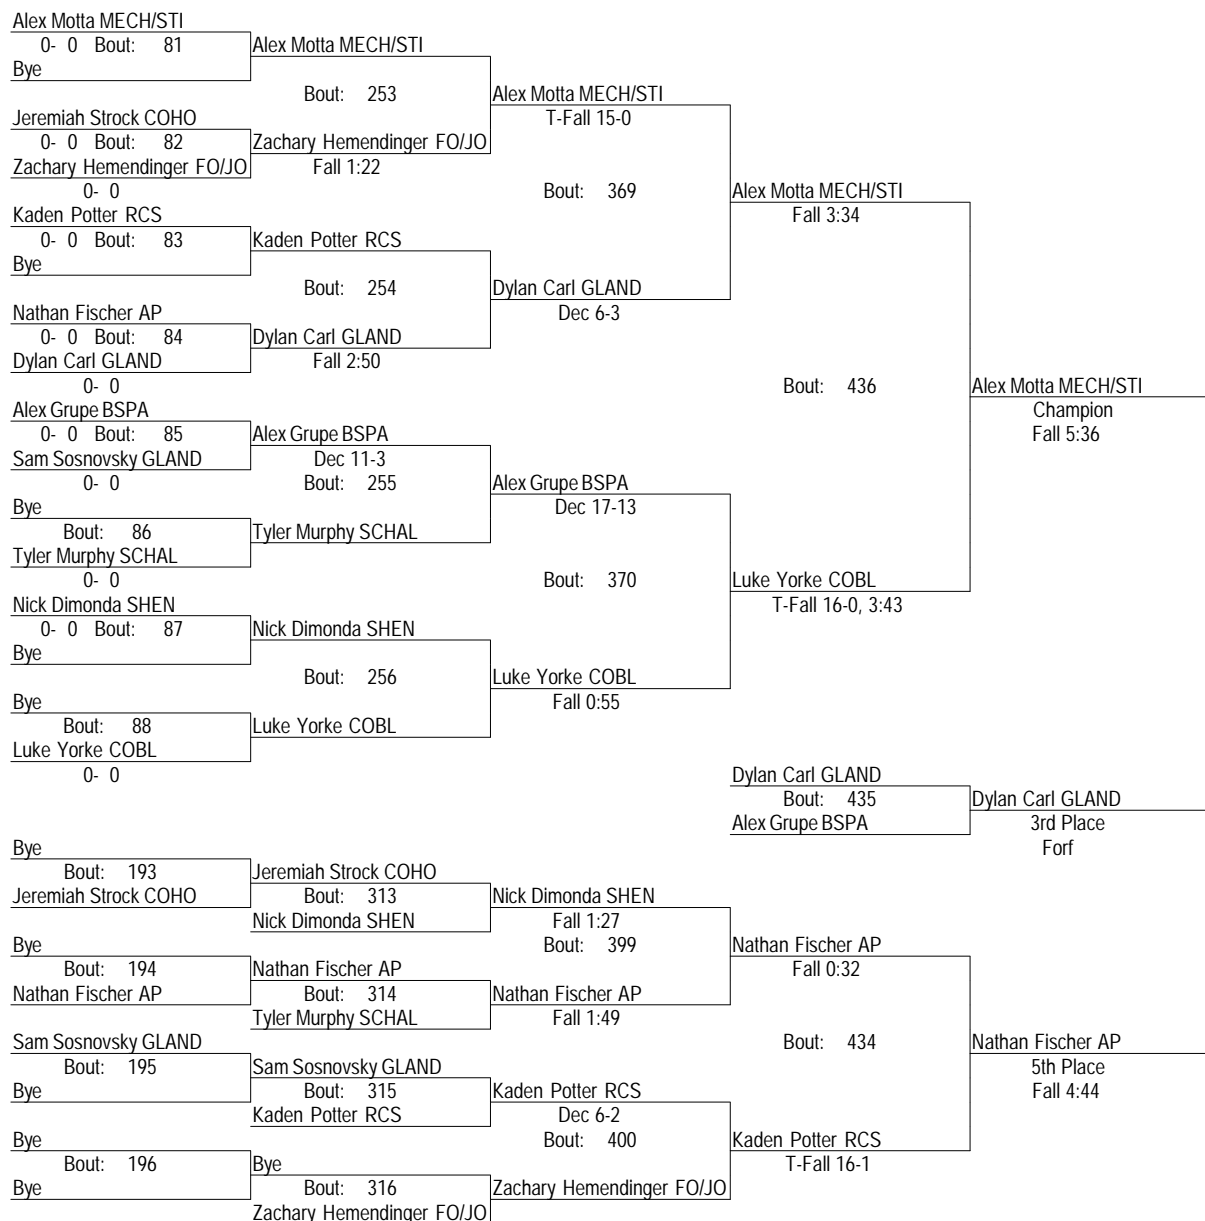 Alex Motta MECH/STI
0- 0 Bout: 81
Alex Motta MECH/STI
Bye
Bout: 253
Alex Motta MECH/STI
Jeremiah Strock COHO
T-Fall 15-0
0- 0 Bout: 82
Zachary Hemendinger FO/JO
Zachary Hemendinger FO/JO
Fall 1:22
0- 0
Bout: 369
Alex Motta MECH/STI
Kaden Potter RCS
Fall 3:34
0- 0 Bout: 83
Kaden Potter RCS
Bye
Bout: 254
Dylan Carl GLAND
Nathan Fischer AP
Dec 6-3
0- 0 Bout: 84
Dylan Carl GLAND
Dylan Carl GLAND
Fall 2:50
0- 0
Bout: 436
Alex Motta MECH/STI
Alex Grupe BSPA
Champion
0- 0 Bout: 85
Alex Grupe BSPA
Fall 5:36
Sam Sosnovsky GLAND
Dec 11-3
0- 0
Bout: 255
Alex Grupe BSPA
Bye
Dec 17-13
Bout: 86
Tyler Murphy SCHAL
Tyler Murphy SCHAL
0- 0
Bout: 370
Luke Yorke COBL
Nick Dimonda SHEN
T-Fall 16-0, 3:43
0- 0 Bout: 87
Nick Dimonda SHEN
Bye
Bout: 256
Luke Yorke COBL
Bye
Fall 0:55
Bout: 88
Luke Yorke COBL
Luke Yorke COBL
0- 0
Dylan Carl GLAND
Bout: 435
Dylan Carl GLAND
Alex Grupe BSPA
3rd Place
Forf
Bye
Bout: 193
Jeremiah Strock COHO
Jeremiah Strock COHO
Bout: 313
Nick Dimonda SHEN
Nick Dimonda SHEN
Fall 1:27
Bye
Bout: 399
Nathan Fischer AP
Bout: 194
Nathan Fischer AP
Fall 0:32
Nathan Fischer AP
Bout: 314
Nathan Fischer AP
Tyler Murphy SCHAL
Fall 1:49
Sam Sosnovsky GLAND
Bout: 434
Nathan Fischer AP
Bout: 195
Sam Sosnovsky GLAND
5th Place
Bye
Bout: 315
Kaden Potter RCS
Fall 4:44
Kaden Potter RCS
Dec 6-2
Bye
Bout: 400
Kaden Potter RCS
Bout: 196
Bye
T-Fall 16-1
Bye
Bout: 316
Zachary Hemendinger FO/JO
Zachary Hemendinger FO/JO